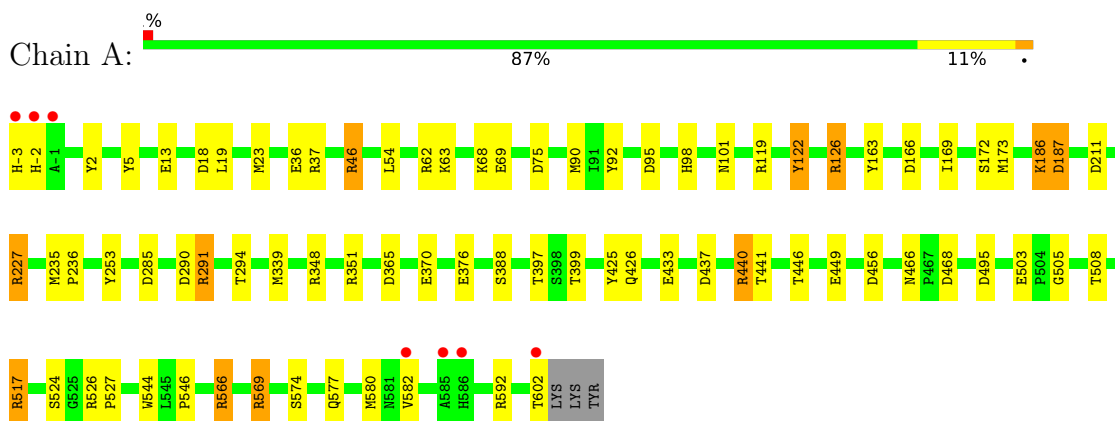 .%
Chain A:
87% 11% •
H-3 H-2 A-1 Y2 Y5 E13 D18 L19 M23 E36 R37 R46 L54 R62 K63 K68 E69 D75 M90 I91 Y92 D95 H98 N101 R119 Y122 R126 Y163 D166 I169 S172 M173 K186 D187 D211
R227 M235 P236 Y253 D285 D290 R291 T294 M339 R348 R351 D365 E370 E376 S388 T397 S398 T399 Y425 Q426 E433 D437 R440 T441 T446 E449 D456 N466 P467 D468 D495 E503 P504 G505 T508
R517 S524 G525 R526 P527 W544 L545 P546 R566 R569 S574 Q577 M580 N581 V582 A585 H586 R592 T602 LYS LYS TYR